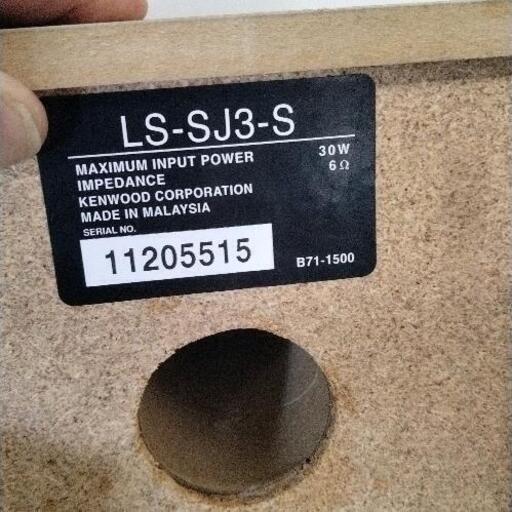 LS-SJ3-S
MAXIMUM INPUT POWER 30W
IMPEDANCE 6Ω
KENWOOD CORPORATION
MADE IN MALAYSIA
SERIAL NO.
11205515
B71-1500